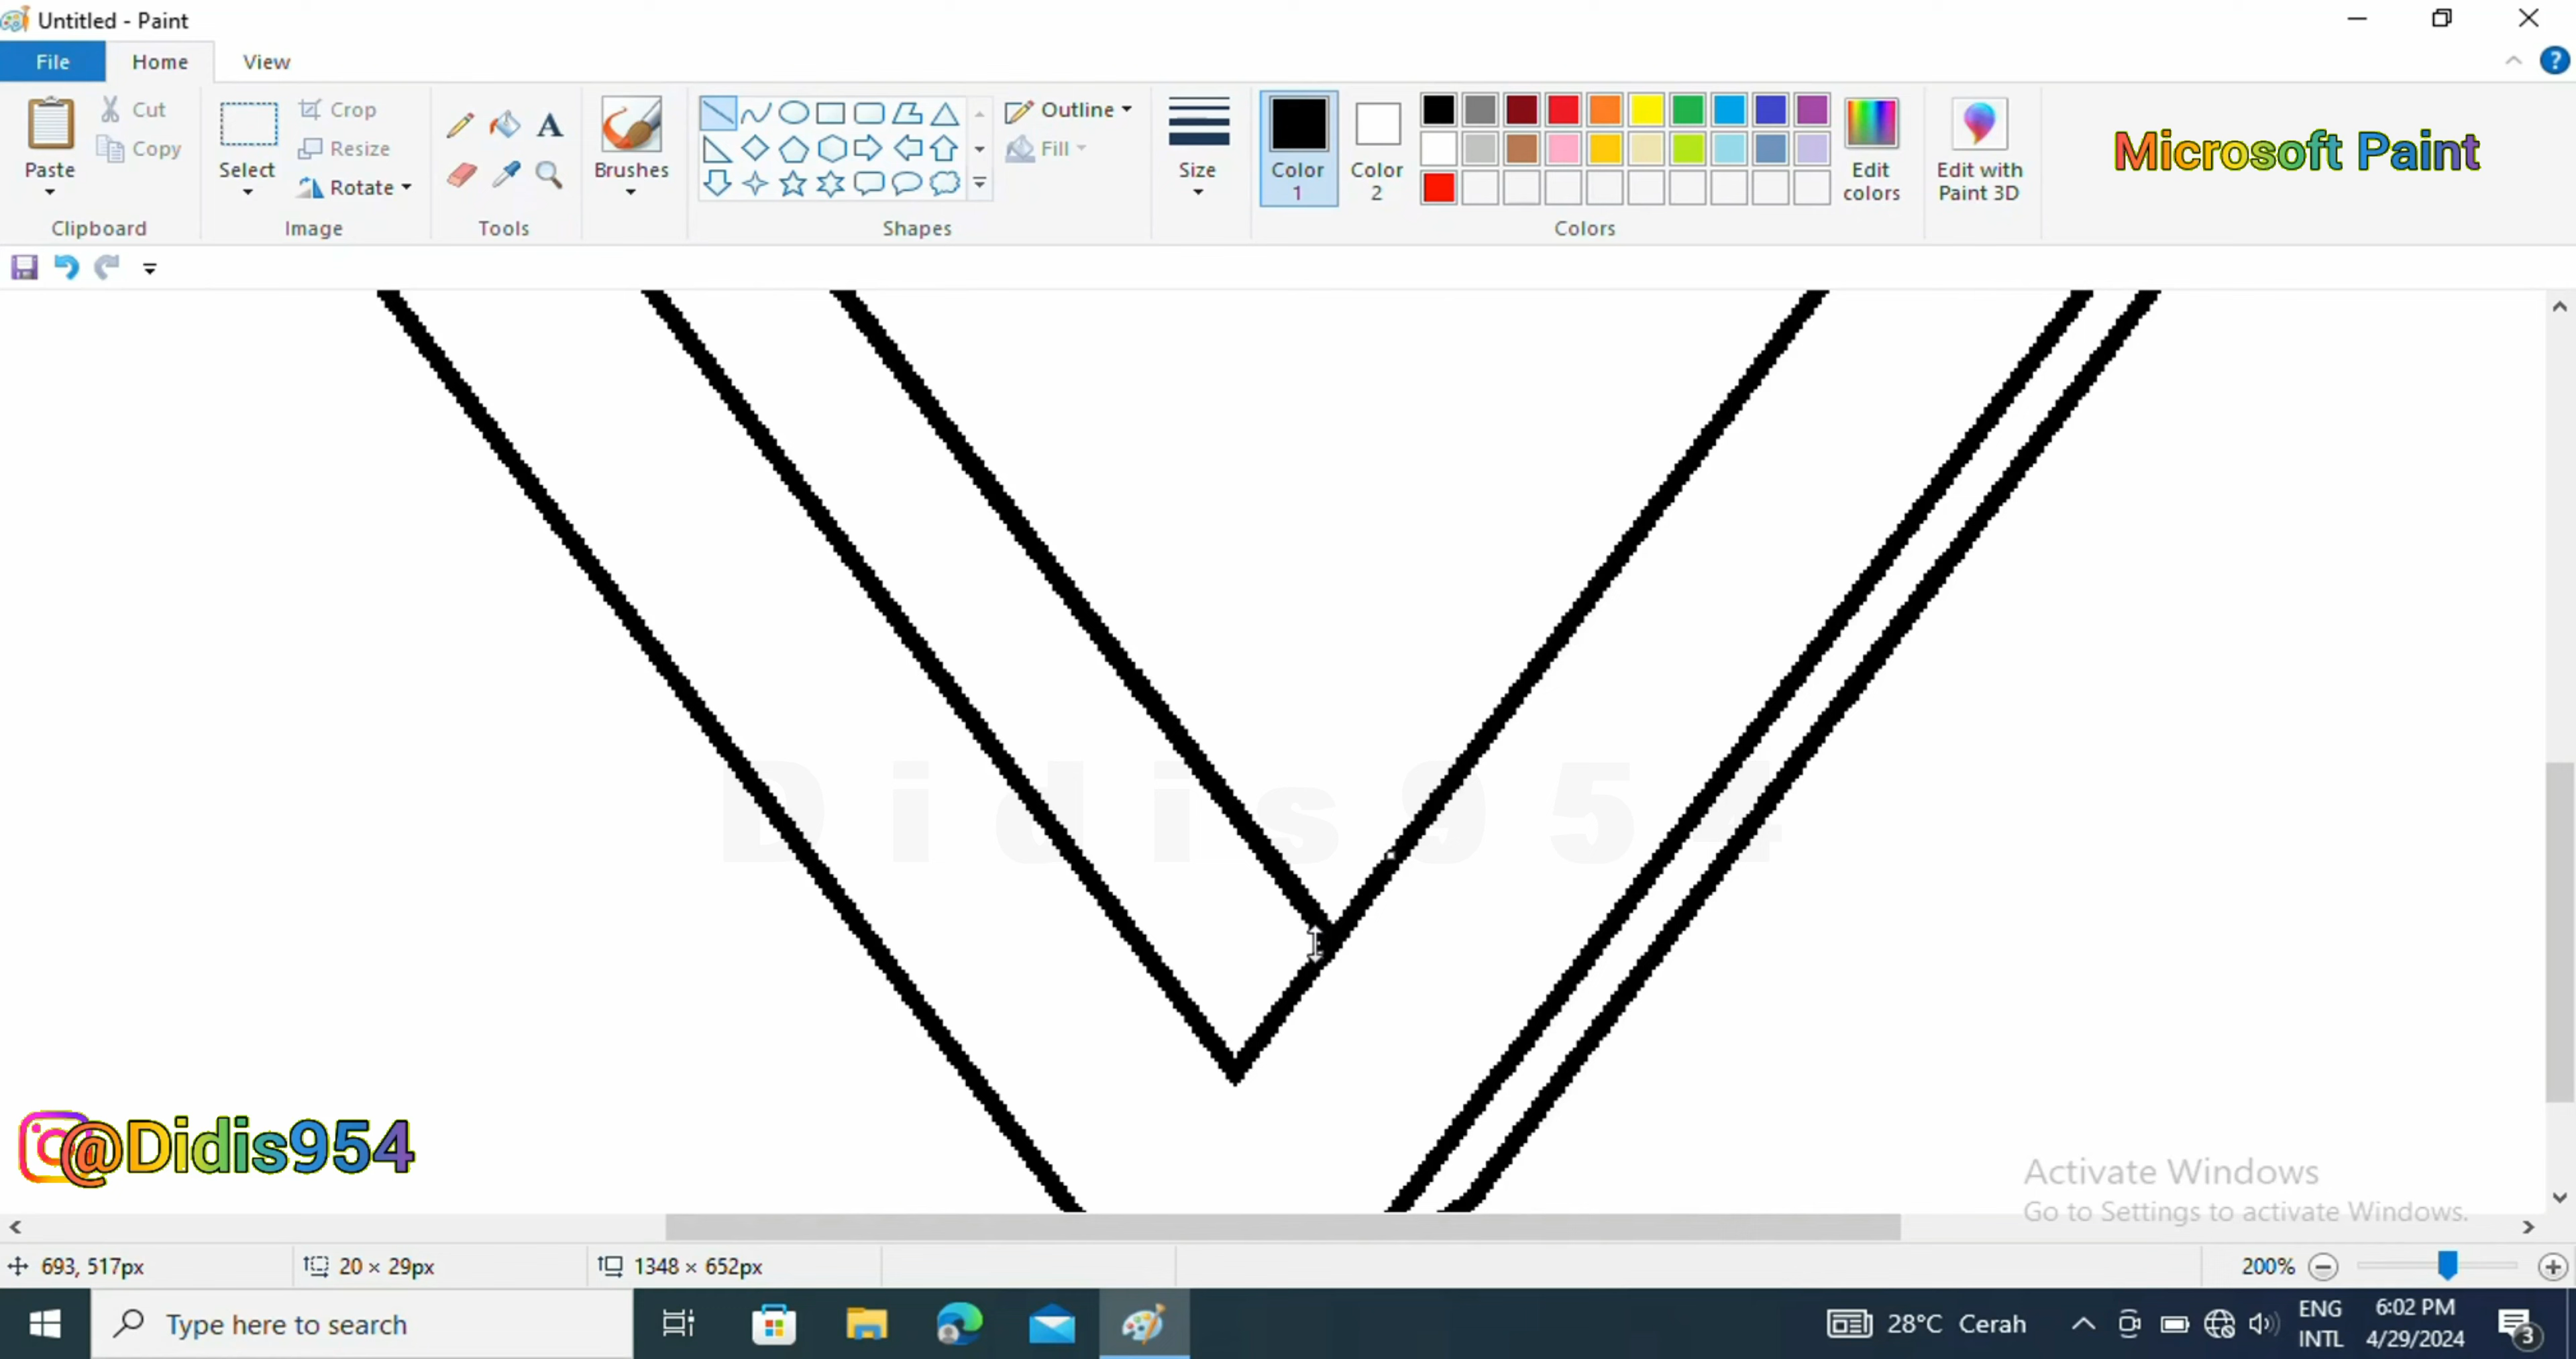 Untitled - Paint
File
Home
View
Paste
Cut
Copy
Clipboard
Select
Crop
Resize
Rotate
Image
A
Tools
Brushes
Outline
Fill
Shapes
Size
Color
1
Color
2
Colors
Edit
colors
Edit with
Paint 3D
Microsoft Paint
Didis954
@Didis954
Activate Windows
Go to Settings to activate Windows.
693, 517px
20 × 29px
1348 × 652px
200%
Type here to search
28°C Cerah
ENG
INTL
6:02 PM
4/29/2024
3